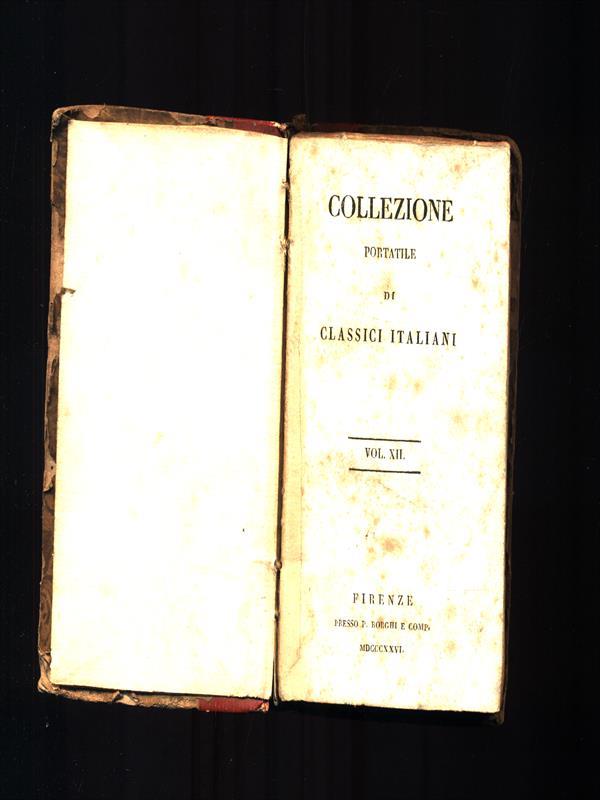 COLLEZIONE
PORTATILE
DI
CLASSICI ITALIANI
VOL. XII.
FIRENZE
PRESSO P. BORGHI E COMP.
MDCCCXXVI.